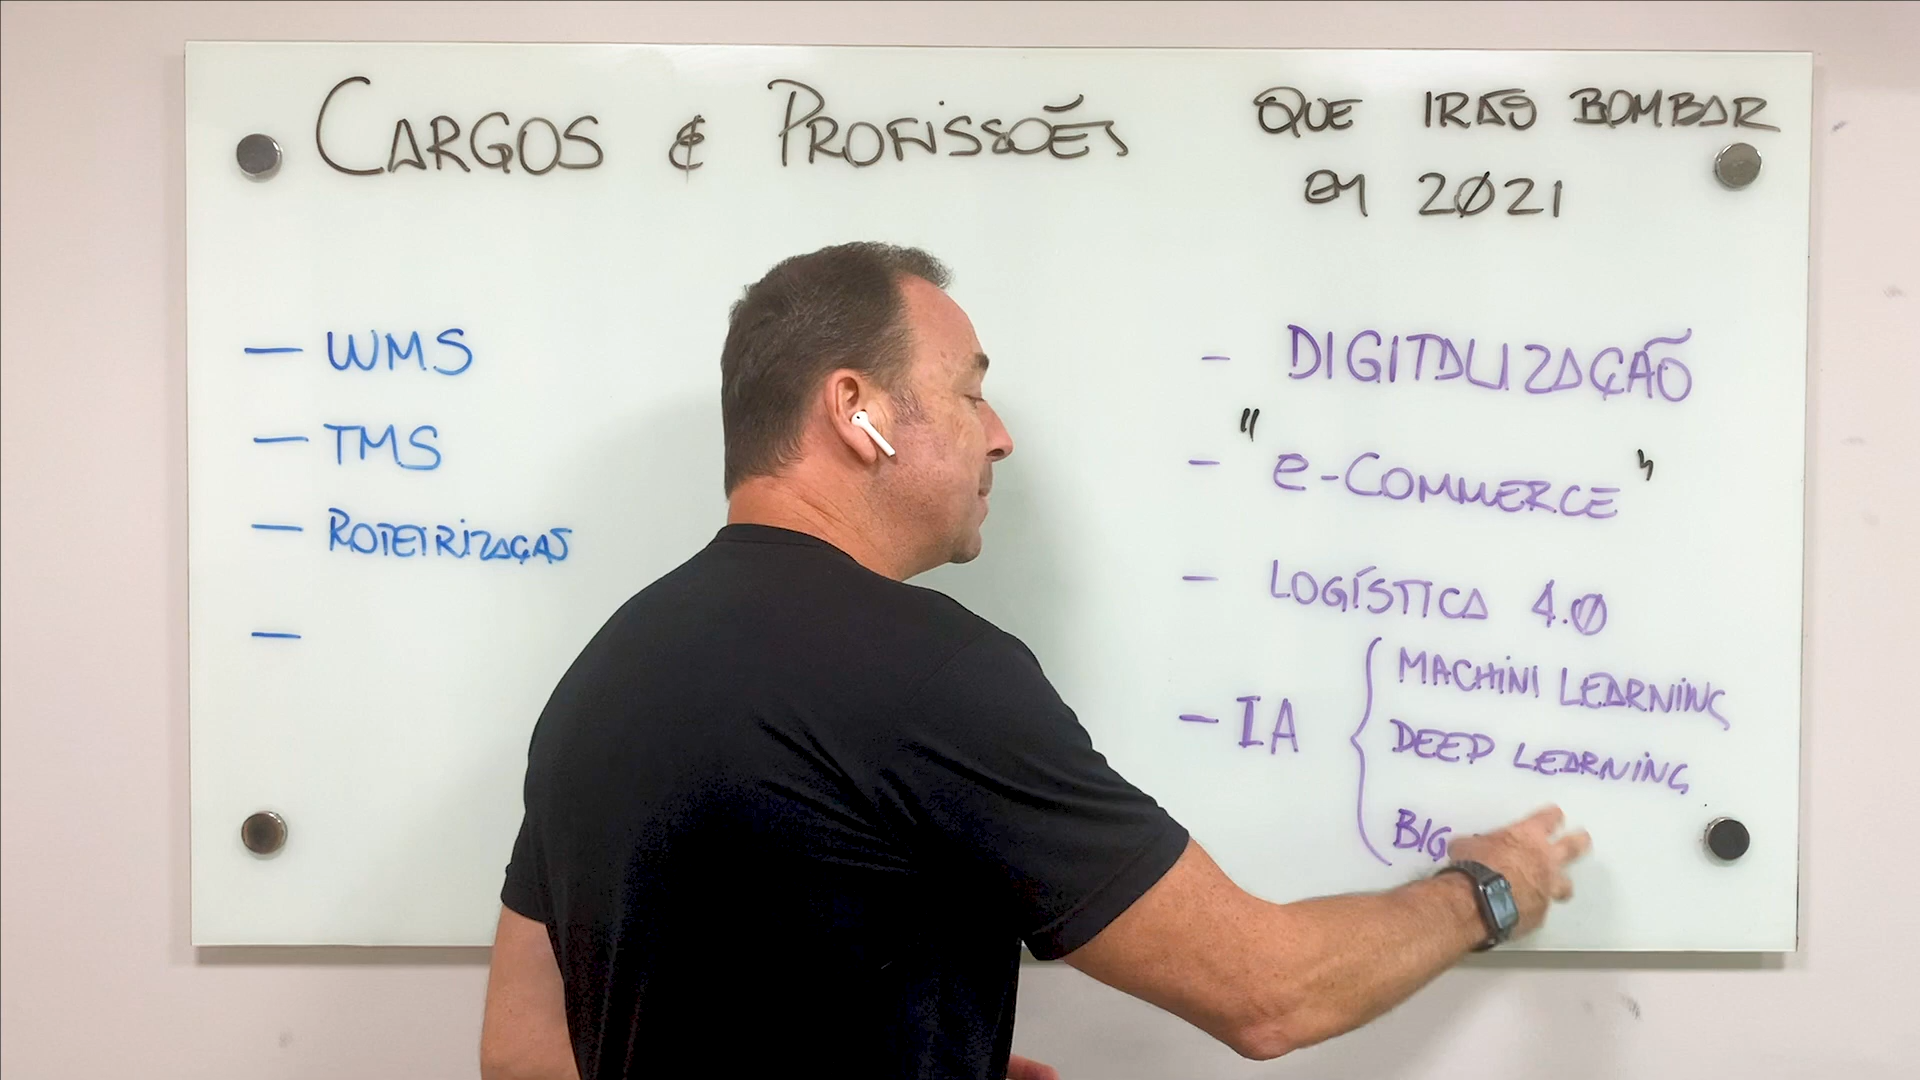 CARGOS & PROFISSÕES QUE IRÃO BOMBAR
EM 2021
- WMS
- TMS
- ROTEIRIZAÇÃO
-
- DIGITALIZAÇÃO
- "e-COMMERCE"
- LOGÍSTICA 4.0
- IA { MACHINI LEARNING
DEEP LEARNING
BIG